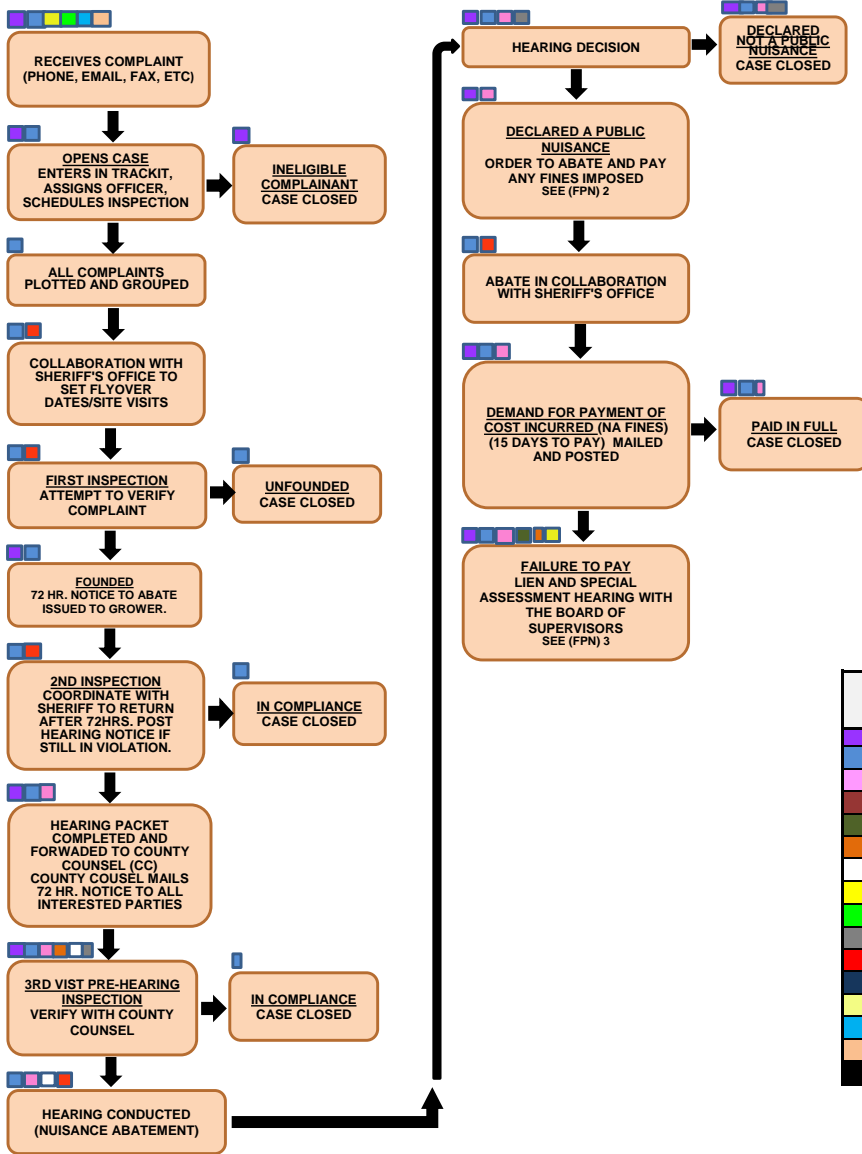 RECEIVES COMPLAINT
(PHONE, EMAIL, FAX, ETC)
OPENS CASE
ENTERS IN TRACKIT,
ASSIGNS OFFICER,
SCHEDULES INSPECTION
INELIGIBLE
COMPLAINANT
CASE CLOSED
ALL COMPLAINTS
PLOTTED AND GROUPED
COLLABORATION WITH
SHERIFF'S OFFICE TO
SET FLYOVER
DATES/SITE VISITS
FIRST INSPECTION
ATTEMPT TO VERIFY
COMPLAINT
UNFOUNDED
CASE CLOSED
FOUNDED
72 HR. NOTICE TO ABATE
ISSUED TO GROWER.
2ND INSPECTION
COORDINATE WITH
SHERIFF TO RETURN
AFTER 72HRS. POST
HEARING NOTICE IF
STILL IN VIOLATION.
IN COMPLIANCE
CASE CLOSED
HEARING PACKET
COMPLETED AND
FORWADED TO COUNTY
COUNSEL (CC)
COUNTY COUSEL MAILS
72 HR. NOTICE TO ALL
INTERESTED PARTIES
3RD VIST PRE-HEARING
INSPECTION
VERIFY WITH COUNTY
COUNSEL
IN COMPLIANCE
CASE CLOSED
HEARING CONDUCTED
(NUISANCE ABATEMENT)
HEARING DECISION
DECLARED
NOT A PUBLIC
NUISANCE
CASE CLOSED
DECLARED A PUBLIC
NUISANCE
ORDER TO ABATE AND PAY
ANY FINES IMPOSED
SEE (FPN) 2
ABATE IN COLLABORATION
WITH SHERIFF'S OFFICE
DEMAND FOR PAYMENT OF
COST INCURRED (NA FINES)
(15 DAYS TO PAY) MAILED
AND POSTED
PAID IN FULL
CASE CLOSED
FAILURE TO PAY
LIEN AND SPECIAL
ASSESSMENT HEARING WITH
THE BOARD OF
SUPERVISORS
SEE (FPN) 3